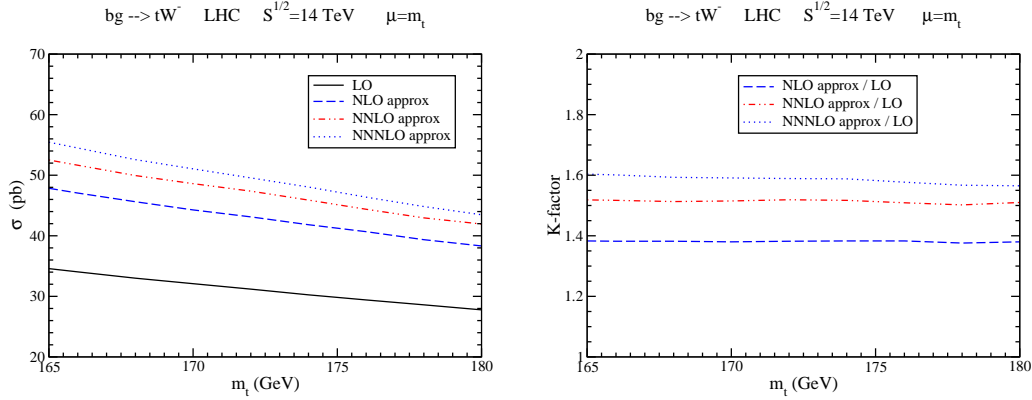 bg --> tW⁻ LHC S^{1/2}=14 TeV μ=m_t
70
60
50
40
30
20
σ (pb)
LO
NLO approx
NNLO approx
NNNLO approx
165 170 175 180
m_t (GeV)
bg --> tW⁻ LHC S^{1/2}=14 TeV μ=m_t
2
1.8
1.6
1.4
1.2
1
K-factor
NLO approx / LO
NNLO approx / LO
NNNLO approx / LO
165 170 175 180
m_t (GeV)